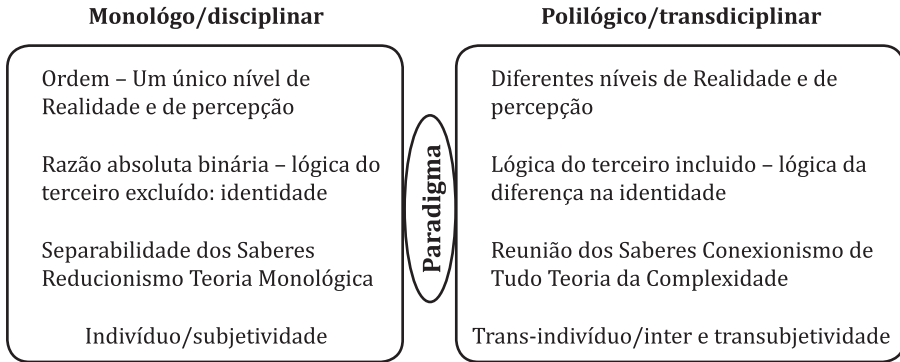 Monológo/disciplinar
Ordem – Um único nível de
Realidade e de percepção
Razão absoluta binária – lógica do
terceiro excluído: identidade
Separabilidade dos Saberes
Reducionismo Teoria Monológica
Indivíduo/subjetividade
Paradigma
Polilógico/transdiciplinar
Diferentes níveis de Realidade e de
percepção
Lógica do terceiro incluido – lógica da
diferença na identidade
Reunião dos Saberes Conexionismo de
Tudo Teoria da Complexidade
Trans-indivíduo/inter e transubjetividade